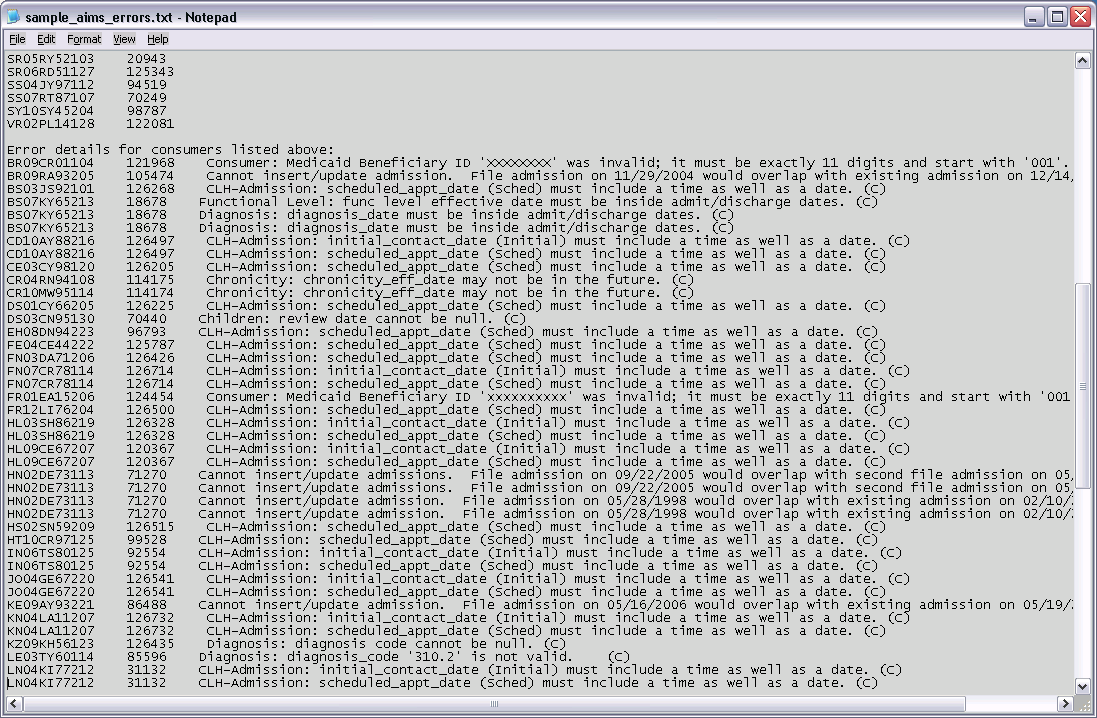 sample_aims_errors.txt - Notepad
File Edit Format View Help
SR05RY52103 20943
SR06RD51127 125343
SS04JY97112 94519
SS07RT87107 70249
SY10SY45204 98787
VR02PL14128 122081
Error details for consumers listed above:
BR09CR01104 121968 Consumer: Medicaid Beneficiary ID 'XXXXXXXX' was invalid; it must be exactly 11 digits and start with '001'.
BR09RA93205 105474 Cannot insert/update admission. File admission on 11/29/2004 would overlap with existing admission on 12/14,
BS03JS92101 126268 CLH-Admission: scheduled_appt_date (Sched) must include a time as well as a date. (C)
BS07KY65213 18678 Functional Level: func level effective date must be inside admit/discharge dates. (C)
BS07KY65213 18678 Diagnosis: diagnosis_date must be inside admit/discharge dates. (C)
BS07KY65213 18678 Diagnosis: diagnosis_date must be inside admit/discharge dates. (C)
CD10AY88216 126497 CLH-Admission: initial_contact_date (Initial) must include a time as well as a date. (C)
CD10AY88216 126497 CLH-Admission: scheduled_appt_date (Sched) must include a time as well as a date. (C)
CE03CY98120 126205 CLH-Admission: scheduled_appt_date (Sched) must include a time as well as a date. (C)
CR04RN94108 114175 Chronicity: chronicity_eff_date may not be in the future. (C)
CR10MW95114 114174 Chronicity: chronicity_eff_date may not be in the future. (C)
DS01CY66205 126225 CLH-Admission: scheduled_appt_date (Sched) must include a time as well as a date. (C)
DS03CN95130 70440 Children: review date cannot be null. (C)
EH08DN94223 96793 CLH-Admission: scheduled_appt_date (Sched) must include a time as well as a date. (C)
FE04CE44222 125787 CLH-Admission: scheduled_appt_date (Sched) must include a time as well as a date. (C)
FN03DA71206 126426 CLH-Admission: scheduled_appt_date (Sched) must include a time as well as a date. (C)
FN07CR78114 126714 CLH-Admission: initial_contact_date (Initial) must include a time as well as a date. (C)
FN07CR78114 126714 CLH-Admission: scheduled_appt_date (Sched) must include a time as well as a date. (C)
FR01EA15206 124454 Consumer: Medicaid Beneficiary ID 'xxxxxxxxxx' was invalid; it must be exactly 11 digits and start with '001
FR12LI76204 126500 CLH-Admission: scheduled_appt_date (Sched) must include a time as well as a date. (C)
HL03SH86219 126328 CLH-Admission: initial_contact_date (Initial) must include a time as well as a date. (C)
HL03SH86219 126328 CLH-Admission: scheduled_appt_date (Sched) must include a time as well as a date. (C)
HL09CE67207 120367 CLH-Admission: initial_contact_date (Initial) must include a time as well as a date. (C)
HL09CE67207 120367 CLH-Admission: scheduled_appt_date (Sched) must include a time as well as a date. (C)
HN02DE73113 71270 Cannot insert/update admissions. File admission on 09/22/2005 would overlap with second file admission on 05,
HN02DE73113 71270 Cannot insert/update admissions. File admission on 09/22/2005 would overlap with second file admission on 05,
HN02DE73113 71270 Cannot insert/update admission. File admission on 05/28/1998 would overlap with existing admission on 02/10/
HN02DE73113 71270 Cannot insert/update admission. File admission on 05/28/1998 would overlap with existing admission on 02/10/
HS02SN59209 126515 CLH-Admission: scheduled_appt_date (Sched) must include a time as well as a date. (C)
HT10CR97125 99528 CLH-Admission: scheduled_appt_date (Sched) must include a time as well as a date. (C)
IN06TS80125 92554 CLH-Admission: initial_contact_date (Initial) must include a time as well as a date. (C)
IN06TS80125 92554 CLH-Admission: scheduled_appt_date (Sched) must include a time as well as a date. (C)
JO04GE67220 126541 CLH-Admission: initial_contact_date (Initial) must include a time as well as a date. (C)
JO04GE67220 126541 CLH-Admission: scheduled_appt_date (Sched) must include a time as well as a date. (C)
KE09AY93221 86488 Cannot insert/update admission. File admission on 05/16/2006 would overlap with existing admission on 05/19/
KN04LA11207 126732 CLH-Admission: initial_contact_date (Initial) must include a time as well as a date. (C)
KN04LA11207 126732 CLH-Admission: scheduled_appt_date (Sched) must include a time as well as a date. (C)
KZ09KH56123 126435 Diagnosis: diagnosis code cannot be null. (C)
LE03TY60114 85596 Diagnosis: diagnosis_code '310.2' is not valid. (C)
LN04KI77212 31132 CLH-Admission: initial_contact_date (Initial) must include a time as well as a date. (C)
LN04KI77212 31132 CLH-Admission: scheduled_appt_date (Sched) must include a time as well as a date. (C)